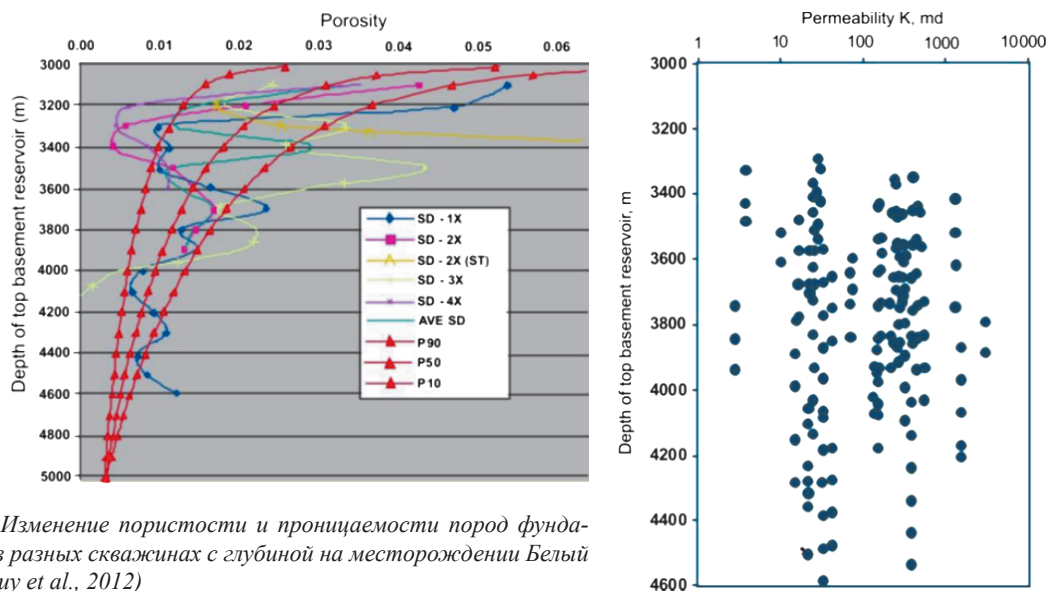 Porosity
0.00 0.01 0.02 0.03 0.04 0.05 0.06
Depth of top basement reservoir (m)
3000
3200
3400
3600
3800
4000
4200
4400
4600
4800
5000
SD - 1X
SD - 2X
SD - 2X (ST)
SD - 3X
SD - 4X
AVE SD
P90
P50
P10
Изменение пористости и проницаемости пород фунда-
в разных скважинах с глубиной на месторождении Белый
et al., 2012)
Permeability K, md
1 10 100 1000 10000
Depth of top basement reservoir, m
3000
3200
3400
3600
3800
4000
4200
4400
4600